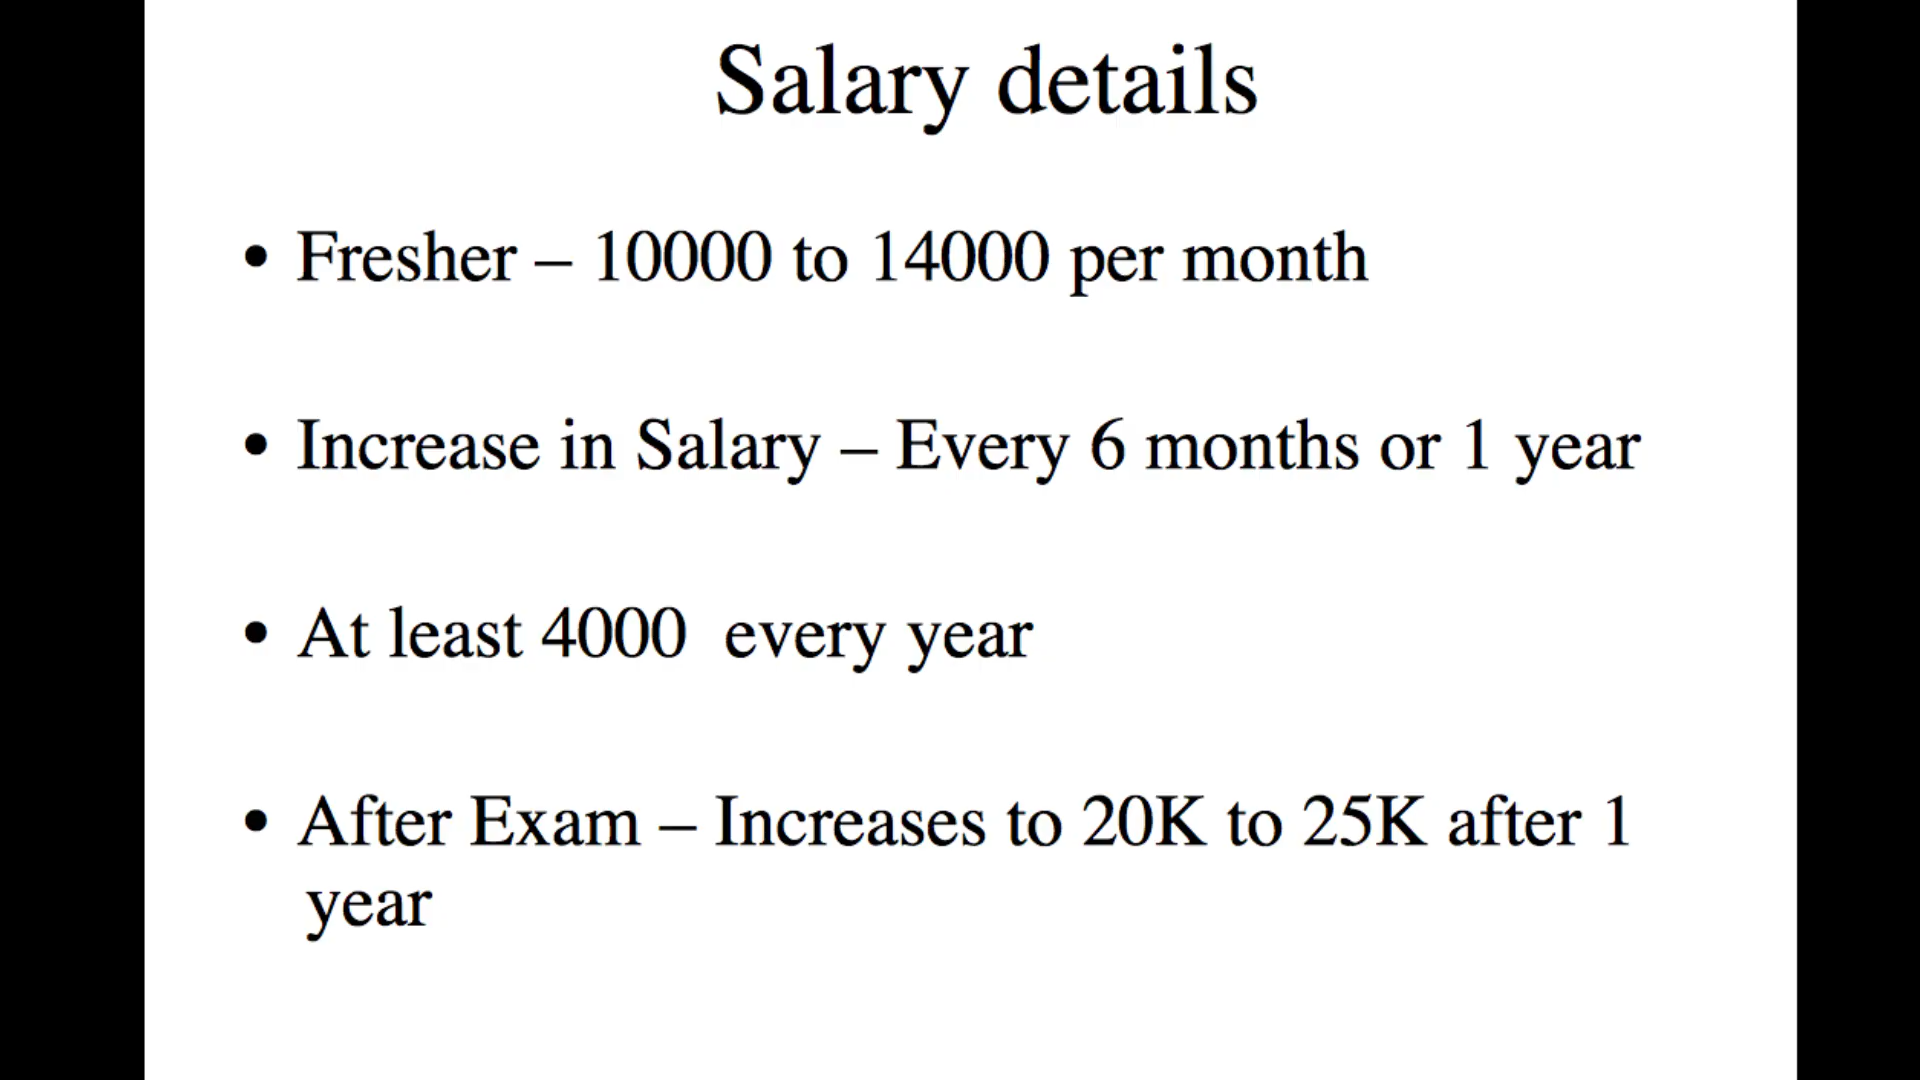 Salary details
• Fresher – 10000 to 14000 per month
• Increase in Salary – Every 6 months or 1 year
• At least 4000  every year
• After Exam – Increases to 20K to 25K after 1
year